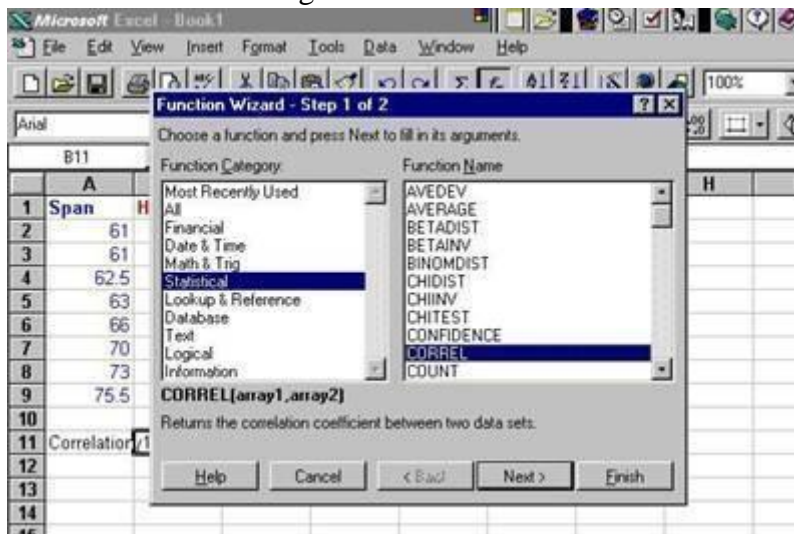 Microsoft Excel - Book1
File Edit View Insert Format Tools Data Window Help
100%
Function Wizard - Step 1 of 2
Arial
Choose a function and press Next to fill in its arguments.
B11
Function Category:
Function Name
A
H
Most Recently Used
All
Financial
Date & Time
Math & Trig
Statistical
Lookup & Reference
Database
Text
Logical
Information
AVEDEV
AVERAGE
BETADIST
BETAINV
BINOMDIST
CHIDIST
CHIINV
CHITEST
CONFIDENCE
CORREL
COUNT
1 Span H
2 61
3 61
4 62.5
5 63
6 66
7 70
8 73
9 75.5
10
11 Correlation
12
13
14
CORREL(array1,array2)
Returns the correlation coefficient between two data sets.
Help Cancel < Back Next > Finish